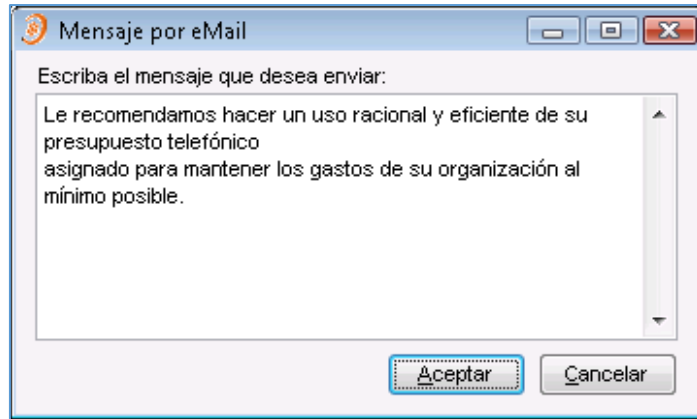 Mensaje por eMail
Escriba el mensaje que desea enviar:
Le recomendamos hacer un uso racional y eficiente de su
presupuesto telefónico
asignado para mantener los gastos de su organización al
mínimo posible.
Aceptar
Cancelar